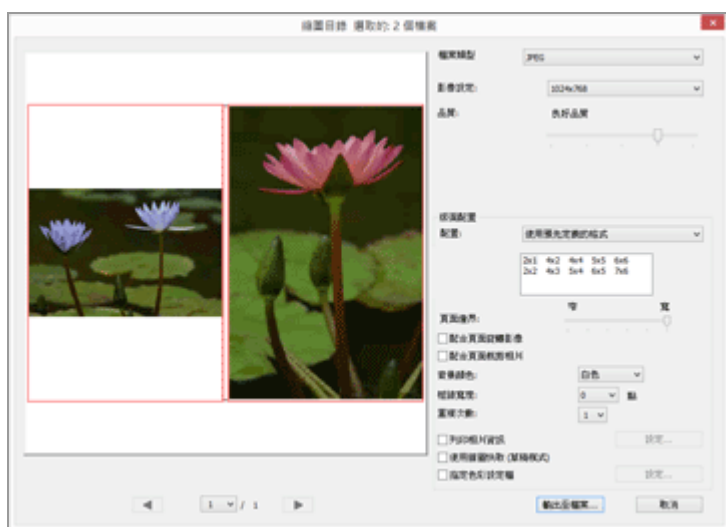 繪圖目錄 選取的: 2 個檔案
檔案類型
JPEG
影像設定:
1024x768
品質:
良好品質
版面配置
配置:
使用預先定義的格式
2x1 4x2 4x4 5x5 6x6
2x2 4x3 5x4 6x5 7x6
窄 寬
頁面邊界:
配合頁面旋轉影像
配合頁面裁剪相片
背景顏色:
白色
框線寬度:
0
點
重複次數:
1
列印相片資訊
設定...
使用縮圖快取 (草稿模式)
指定色彩設定檔
設定...
1 / 1
輸出至檔案...
取消